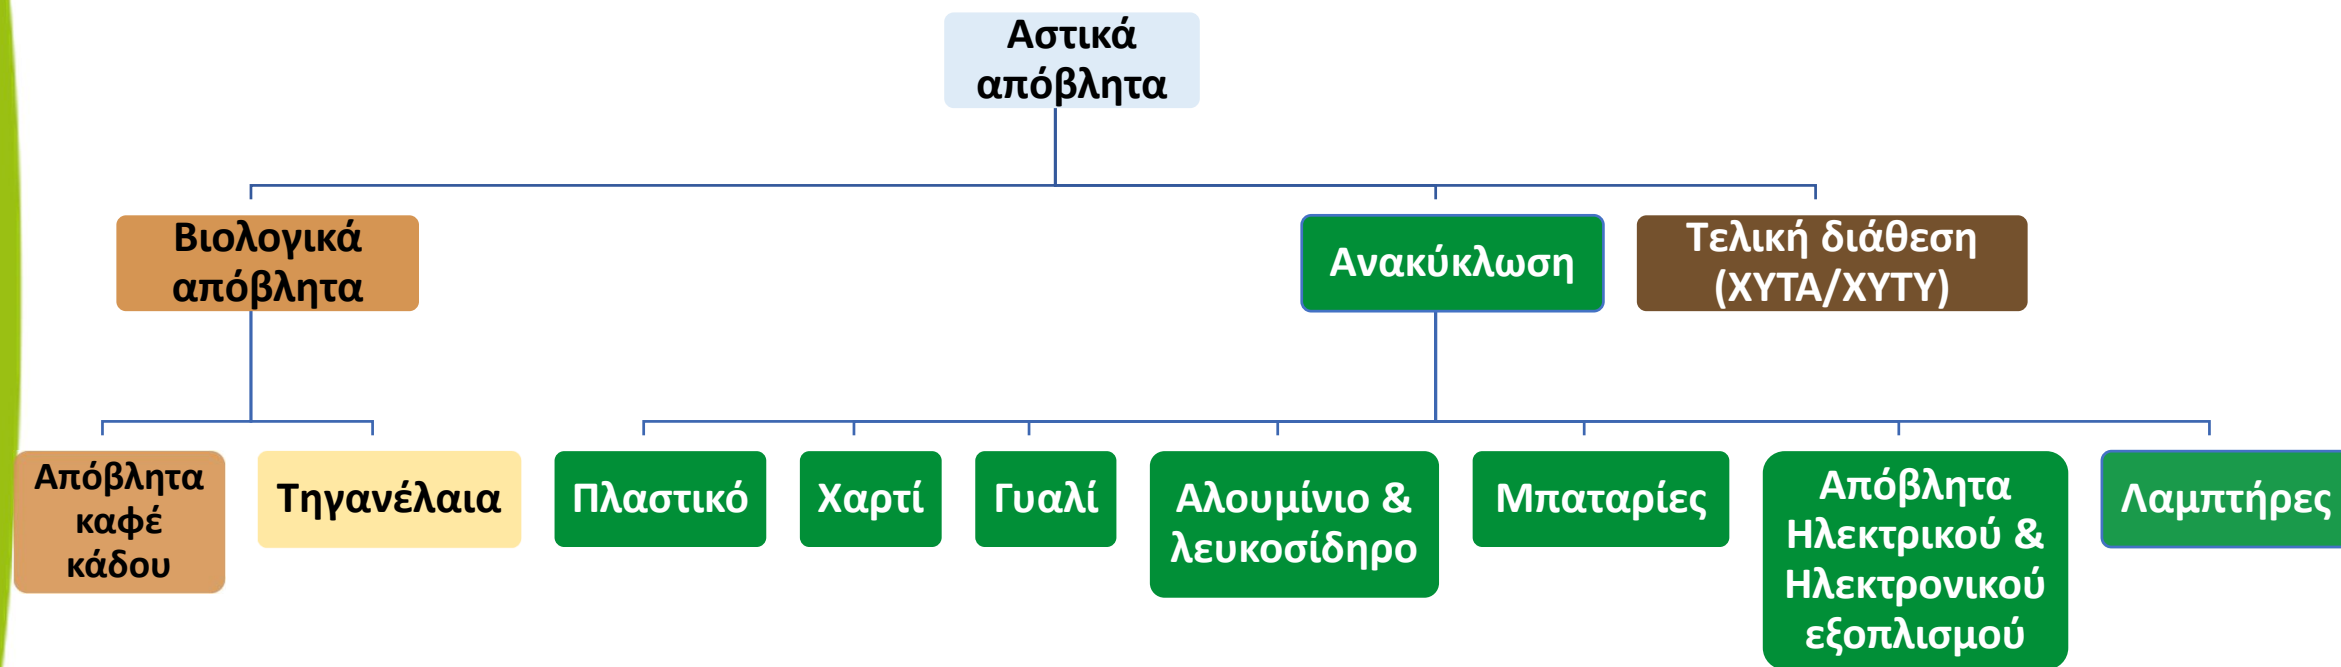 Αστικά
απόβλητα
Βιολογικά
απόβλητα
Ανακύκλωση
Τελική διάθεση
(ΧΥΤΑ/ΧΥΤΥ)
Απόβλητα
καφέ
κάδου
Τηγανέλαια
Πλαστικό
Χαρτί
Γυαλί
Αλουμίνιο &
λευκοσίδηρο
Μπαταρίες
Απόβλητα
Ηλεκτρικού &
Ηλεκτρονικού
εξοπλισμού
Λαμπτήρες